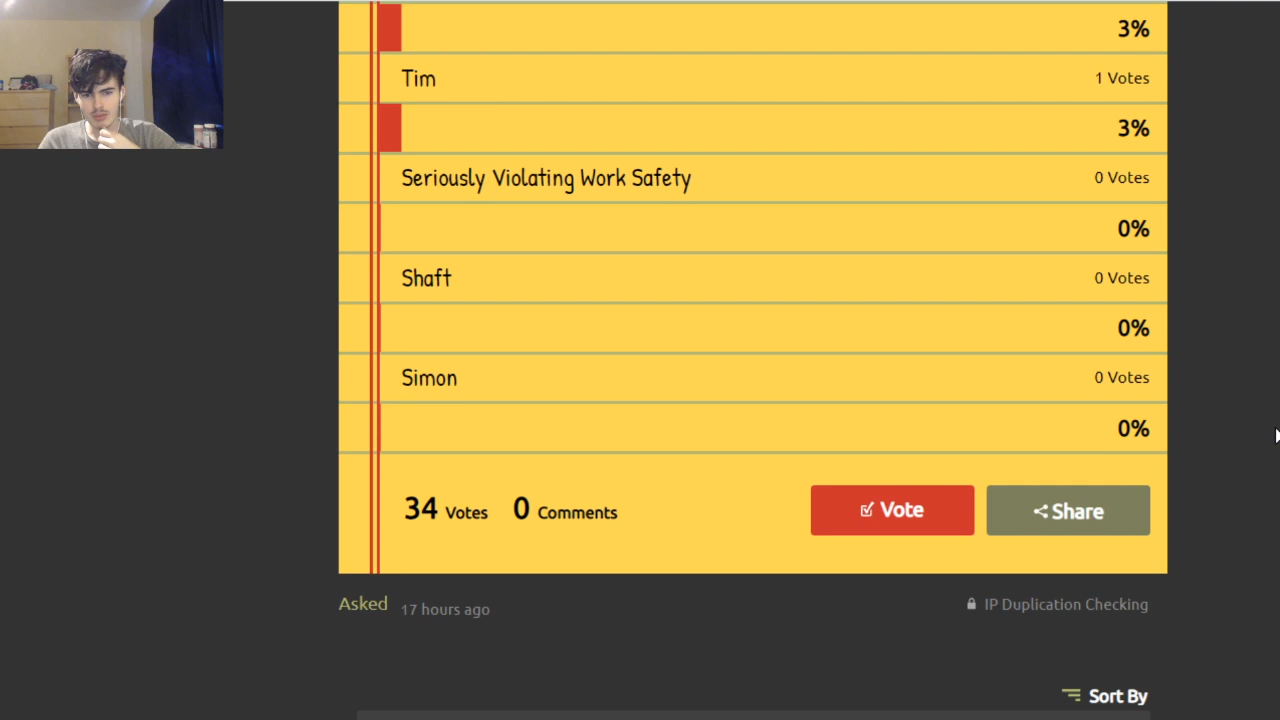 3%
Tim 1 Votes
3%
Seriously Violating Work Safety 0 Votes
0%
Shaft 0 Votes
0%
Simon 0 Votes
0%
34 Votes 0 Comments Vote Share
Asked 17 hours ago IP Duplication Checking
Sort By